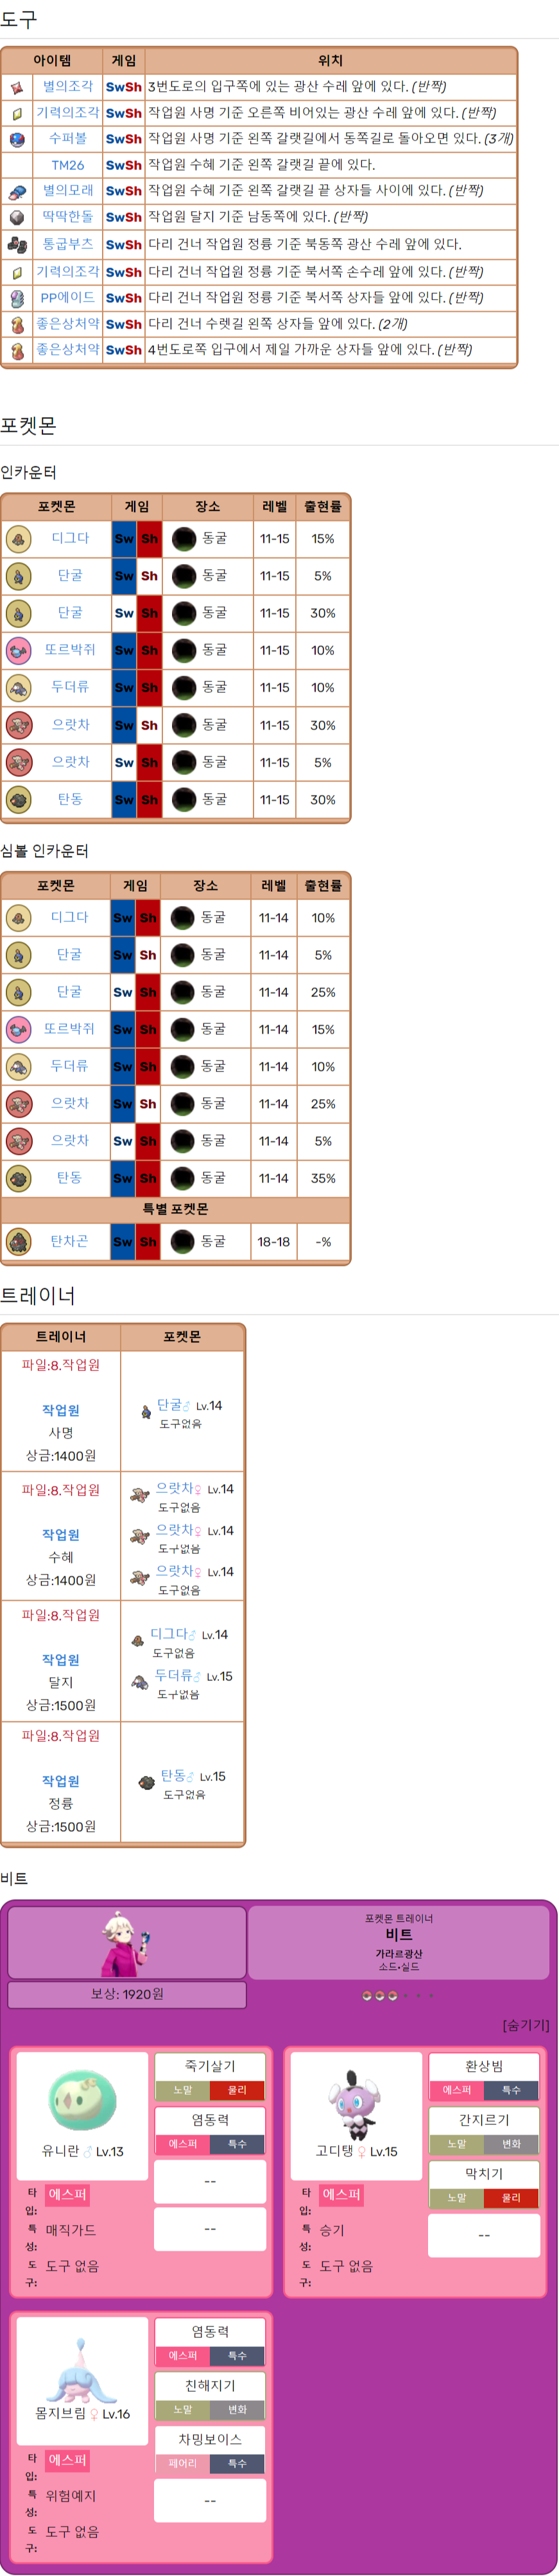 도구
아이템 게임 위치
별의조각 SwSh 3번도로의 입구쪽에 있는 광산 수레 앞에 있다. (반짝)
기력의조각 SwSh 작업원 사명 기준 오른쪽 비어있는 광산 수레 앞에 있다. (반짝)
수퍼볼 SwSh 작업원 사명 기준 왼쪽 갈랫길에서 동쪽길로 돌아오면 있다. (3개)
TM26 SwSh 작업원 수혜 기준 왼쪽 갈랫길 끝에 있다.
별의모래 SwSh 작업원 수혜 기준 왼쪽 갈랫길 끝 상자들 사이에 있다. (반짝)
딱딱한돌 SwSh 작업원 달지 기준 남동쪽에 있다. (반짝)
통굽부츠 SwSh 다리 건너 작업원 정륭 기준 북동쪽 광산 수레 앞에 있다.
기력의조각 SwSh 다리 건너 작업원 정륭 기준 북서쪽 손수레 앞에 있다. (반짝)
PP에이드 SwSh 다리 건너 작업원 정륭 기준 북서쪽 상자들 앞에 있다. (반짝)
좋은상처약 SwSh 다리 건너 수렛길 왼쪽 상자들 앞에 있다. (2개)
좋은상처약 SwSh 4번도로쪽 입구에서 제일 가까운 상자들 앞에 있다. (반짝)
포켓몬
인카운터
포켓몬 게임 장소 레벨 출현률
디그다 Sw Sh 동굴 11-15 15%
단굴 Sw Sh 동굴 11-15 5%
단굴 Sw Sh 동굴 11-15 30%
또르박쥐 Sw Sh 동굴 11-15 10%
두더류 Sw Sh 동굴 11-15 10%
으랏차 Sw Sh 동굴 11-15 30%
으랏차 Sw Sh 동굴 11-15 5%
탄동 Sw Sh 동굴 11-15 30%
심볼 인카운터
포켓몬 게임 장소 레벨 출현률
디그다 Sw Sh 동굴 11-14 10%
단굴 Sw Sh 동굴 11-14 5%
단굴 Sw Sh 동굴 11-14 25%
또르박쥐 Sw Sh 동굴 11-14 15%
두더류 Sw Sh 동굴 11-14 10%
으랏차 Sw Sh 동굴 11-14 25%
으랏차 Sw Sh 동굴 11-14 5%
탄동 Sw Sh 동굴 11-14 35%
특별 포켓몬
탄차곤 Sw Sh 동굴 18-18 -%
트레이너
트레이너 포켓몬
파일:8.작업원
작업원
사명
상금:1400원
단굴♂ Lv.14
도구없음
파일:8.작업원
작업원
수혜
상금:1400원
으랏차♀ Lv.14
도구없음
으랏차♀ Lv.14
도구없음
으랏차♀ Lv.14
도구없음
파일:8.작업원
작업원
달지
상금:1500원
디그다♂ Lv.14
도구없음
두더류♂ Lv.15
도구없음
파일:8.작업원
작업원
정륭
상금:1500원
탄동♂ Lv.15
도구없음
비트
포켓몬 트레이너
비트
가라르광산
소드·실드
보상: 1920원
[숨기기]
유니란 ♂ Lv.13
타입: 에스퍼
특성: 매직가드
도구: 도구 없음
죽기살기
노말 물리
염동력
에스퍼 특수
--
--
고디탱 ♀ Lv.15
타입: 에스퍼
특성: 승기
도구: 도구 없음
환상빔
에스퍼 특수
간지르기
노말 변화
막치기
노말 물리
--
몸지브림 ♀ Lv.16
타입: 에스퍼
특성: 위험예지
도구: 도구 없음
염동력
에스퍼 특수
친해지기
노말 변화
차밍보이스
페어리 특수
--